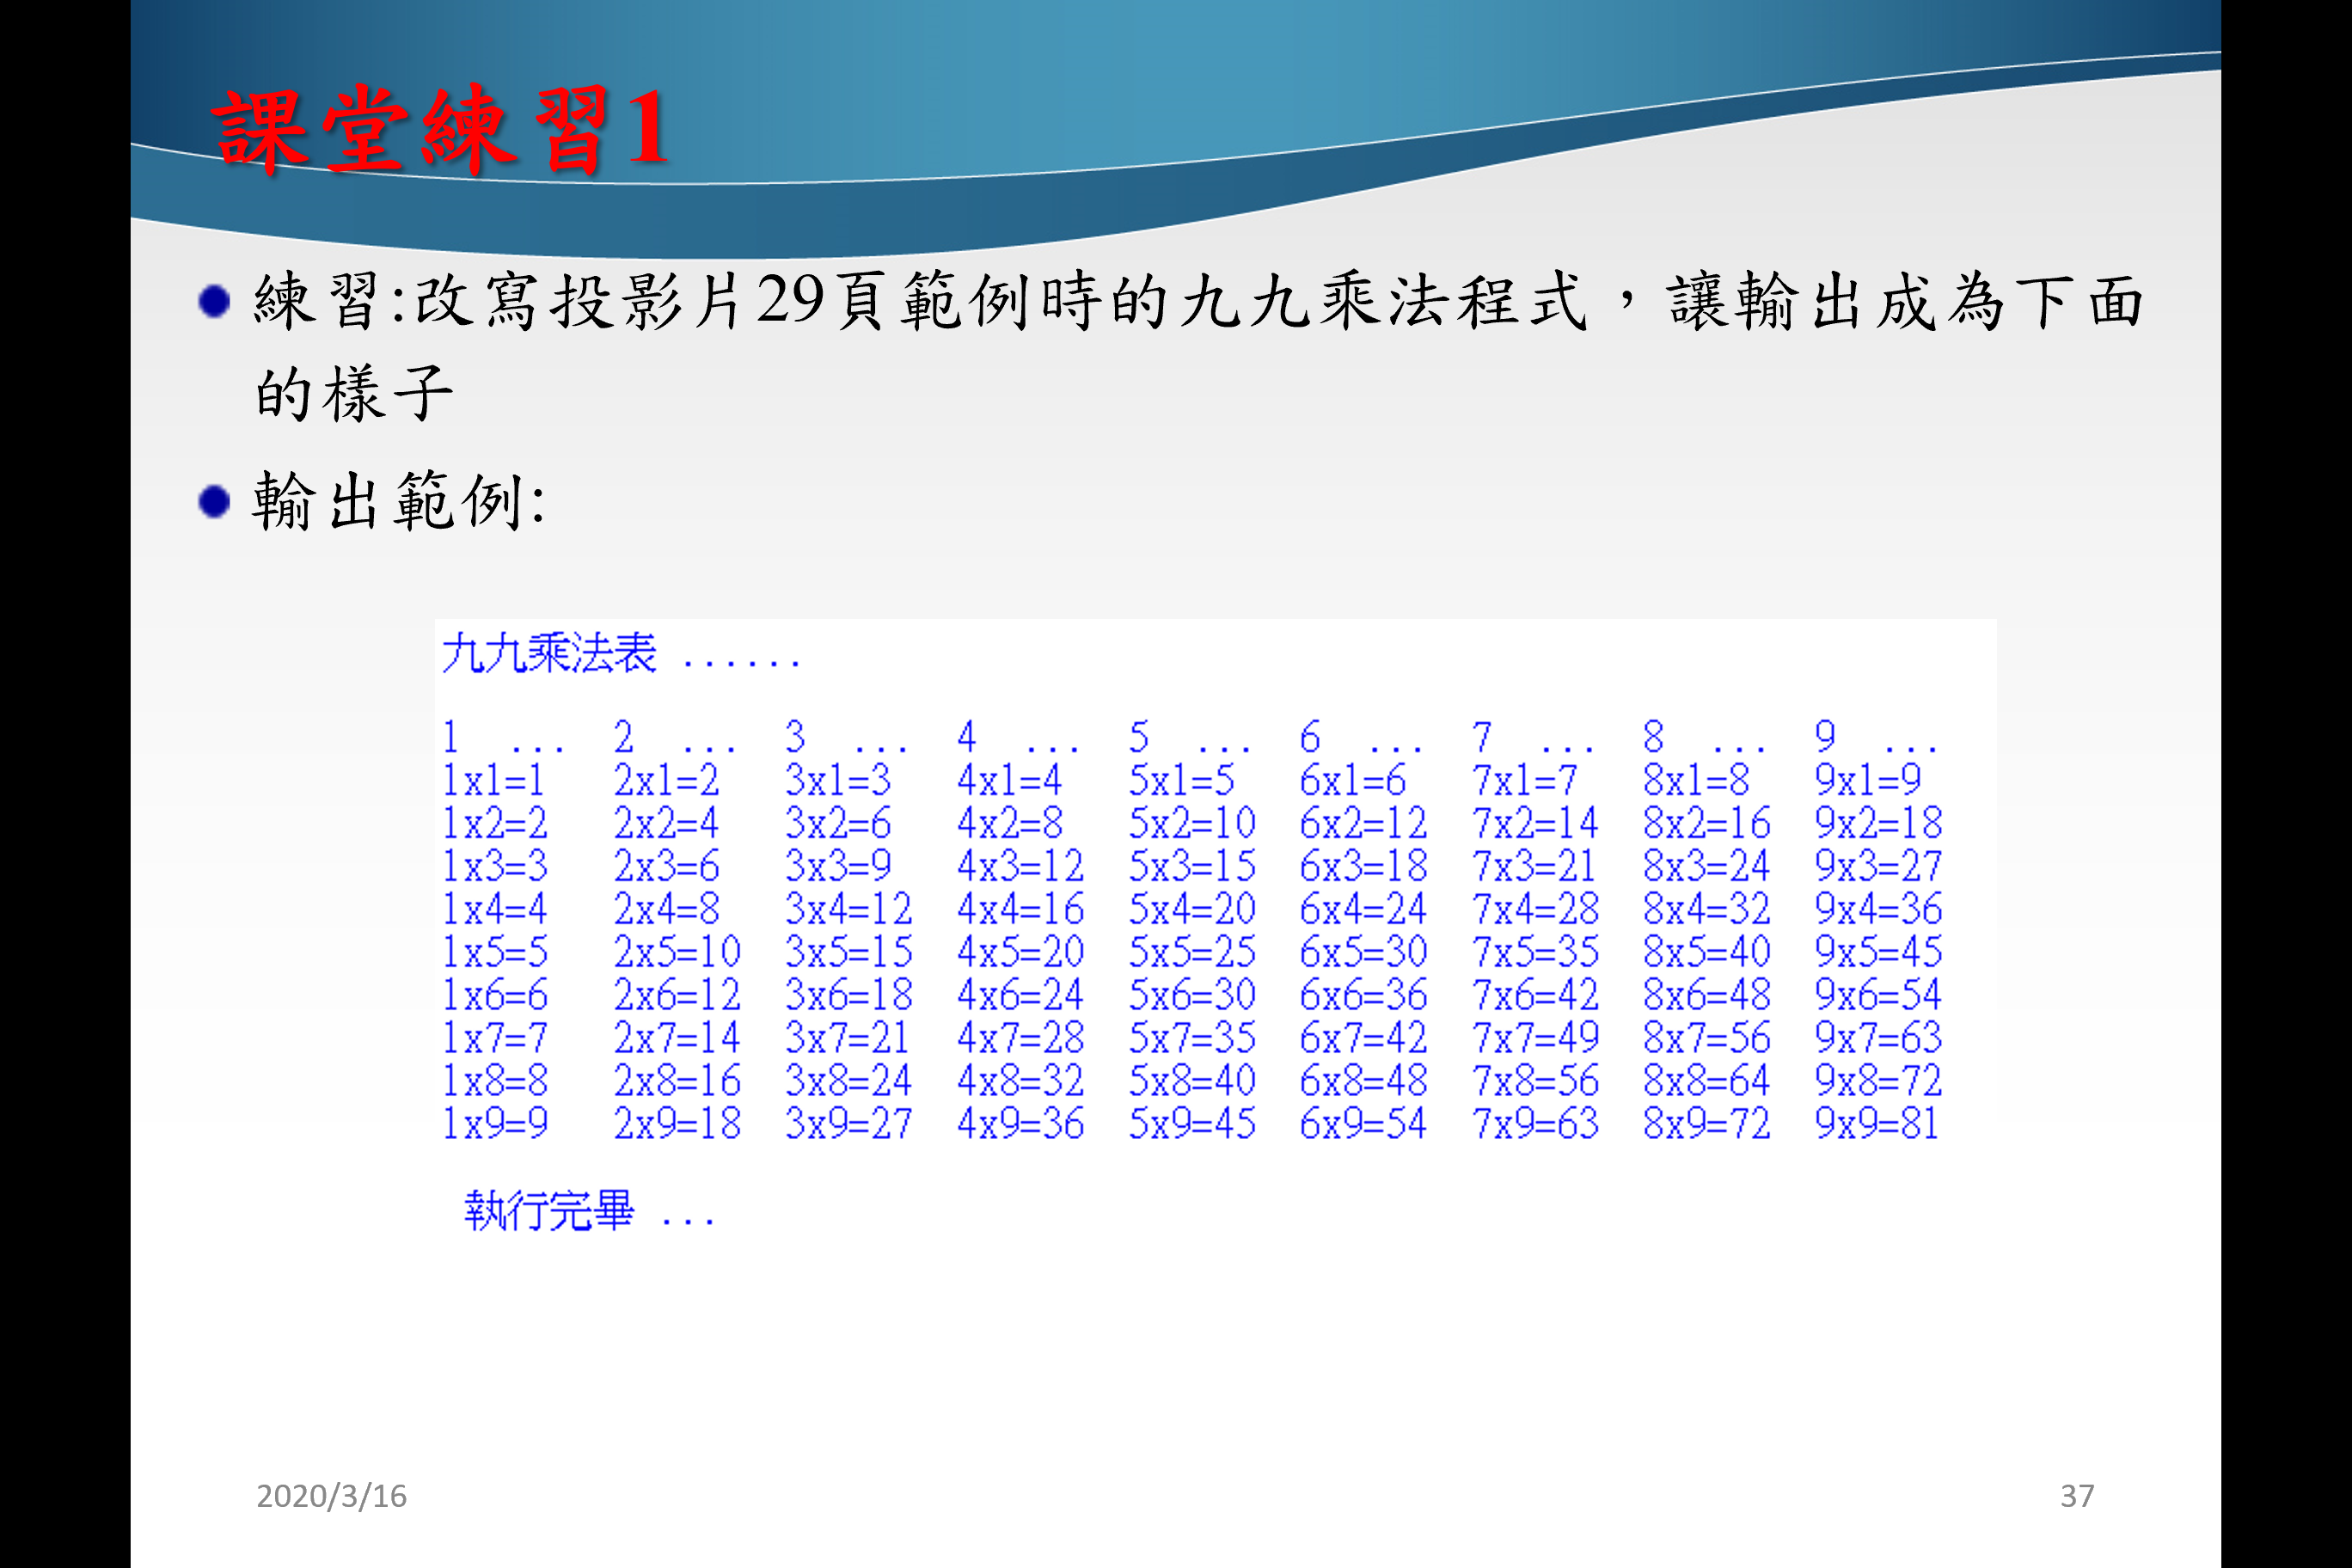 課堂練習1
練習:改寫投影片29頁範例時的九九乘法程式，讓輸出成為下面
的樣子
輸出範例:
九九乘法表 ......
1  ...  2  ...  3  ...  4  ...  5  ...  6  ...  7  ...  8  ...  9  ...
1x1=1   2x1=2   3x1=3   4x1=4   5x1=5   6x1=6   7x1=7   8x1=8   9x1=9
1x2=2   2x2=4   3x2=6   4x2=8   5x2=10  6x2=12  7x2=14  8x2=16  9x2=18
1x3=3   2x3=6   3x3=9   4x3=12  5x3=15  6x3=18  7x3=21  8x3=24  9x3=27
1x4=4   2x4=8   3x4=12  4x4=16  5x4=20  6x4=24  7x4=28  8x4=32  9x4=36
1x5=5   2x5=10  3x5=15  4x5=20  5x5=25  6x5=30  7x5=35  8x5=40  9x5=45
1x6=6   2x6=12  3x6=18  4x6=24  5x6=30  6x6=36  7x6=42  8x6=48  9x6=54
1x7=7   2x7=14  3x7=21  4x7=28  5x7=35  6x7=42  7x7=49  8x7=56  9x7=63
1x8=8   2x8=16  3x8=24  4x8=32  5x8=40  6x8=48  7x8=56  8x8=64  9x8=72
1x9=9   2x9=18  3x9=27  4x9=36  5x9=45  6x9=54  7x9=63  8x9=72  9x9=81
執行完畢 ...
2020/3/16
37